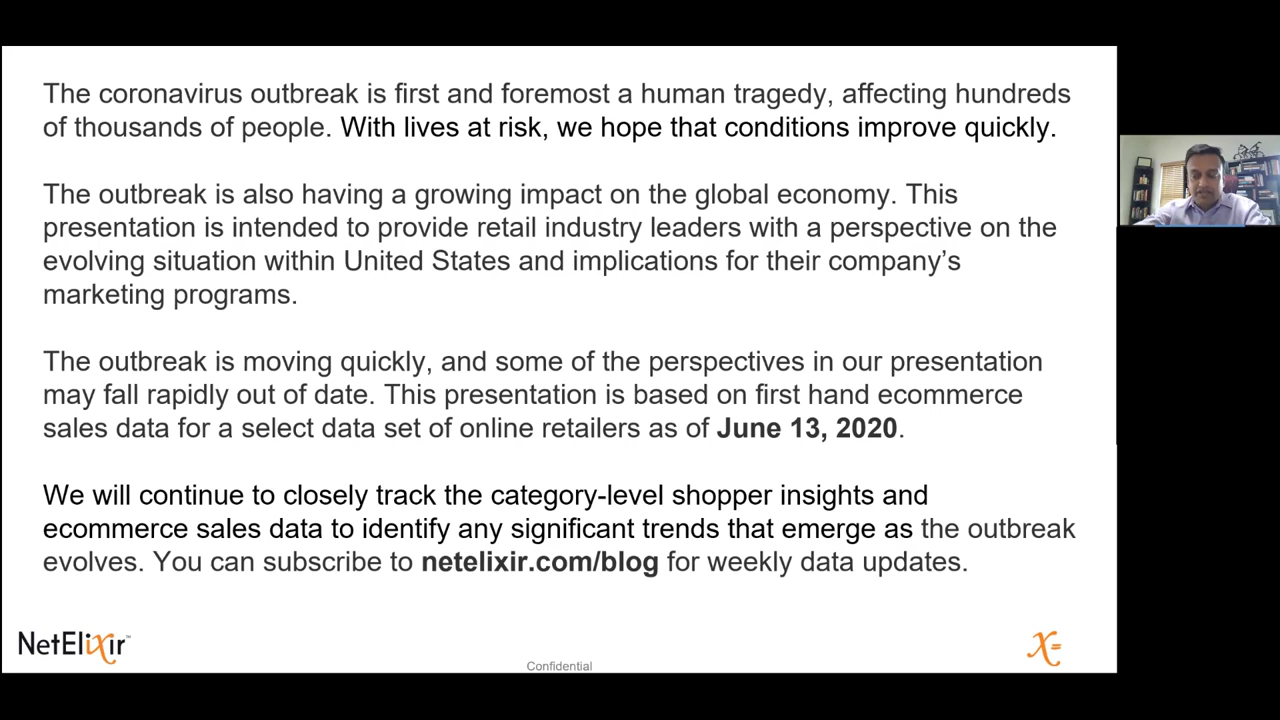 The coronavirus outbreak is first and foremost a human tragedy, affecting hundreds
of thousands of people. With lives at risk, we hope that conditions improve quickly.
The outbreak is also having a growing impact on the global economy. This
presentation is intended to provide retail industry leaders with a perspective on the
evolving situation within United States and implications for their company’s
marketing programs.
The outbreak is moving quickly, and some of the perspectives in our presentation
may fall rapidly out of date. This presentation is based on first hand ecommerce
sales data for a select data set of online retailers as of June 13, 2020.
We will continue to closely track the category-level shopper insights and
ecommerce sales data to identify any significant trends that emerge as the outbreak
evolves. You can subscribe to netelixir.com/blog for weekly data updates.
NetElixir™
X=
Confidential